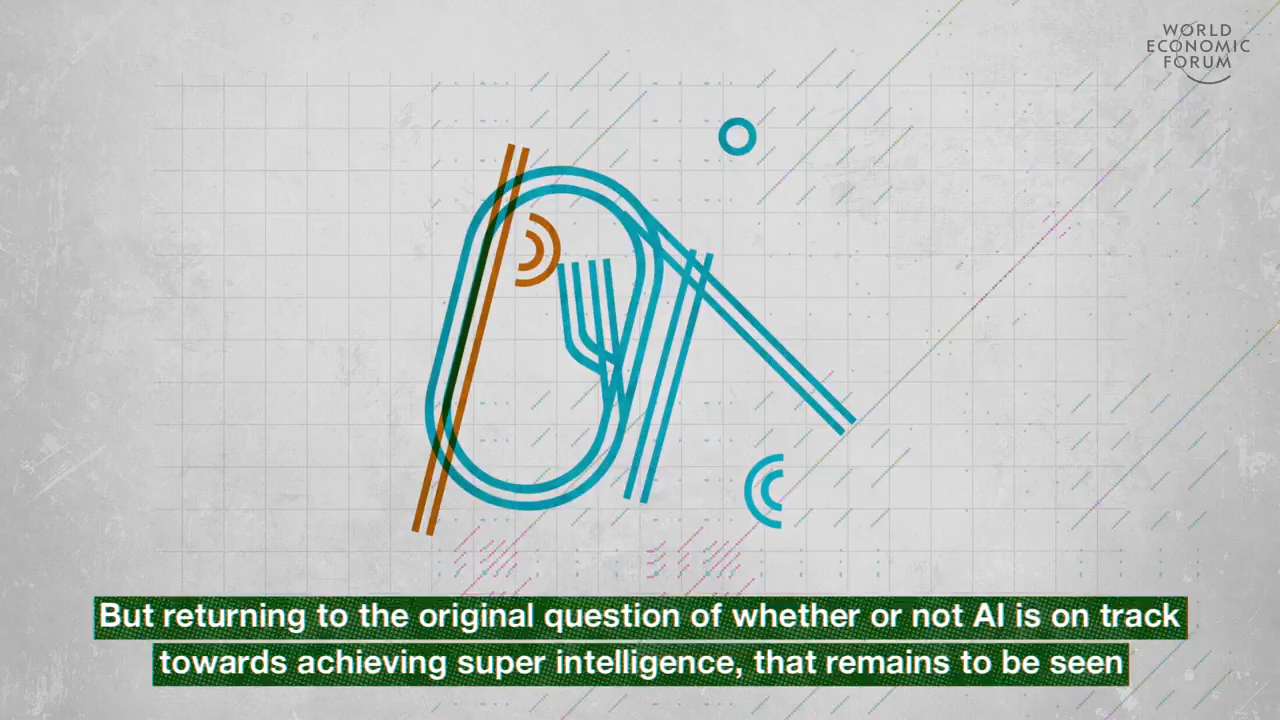 WORLD
ECONOMIC
FORUM
But returning to the original question of whether or not AI is on track
towards achieving super intelligence, that remains to be seen